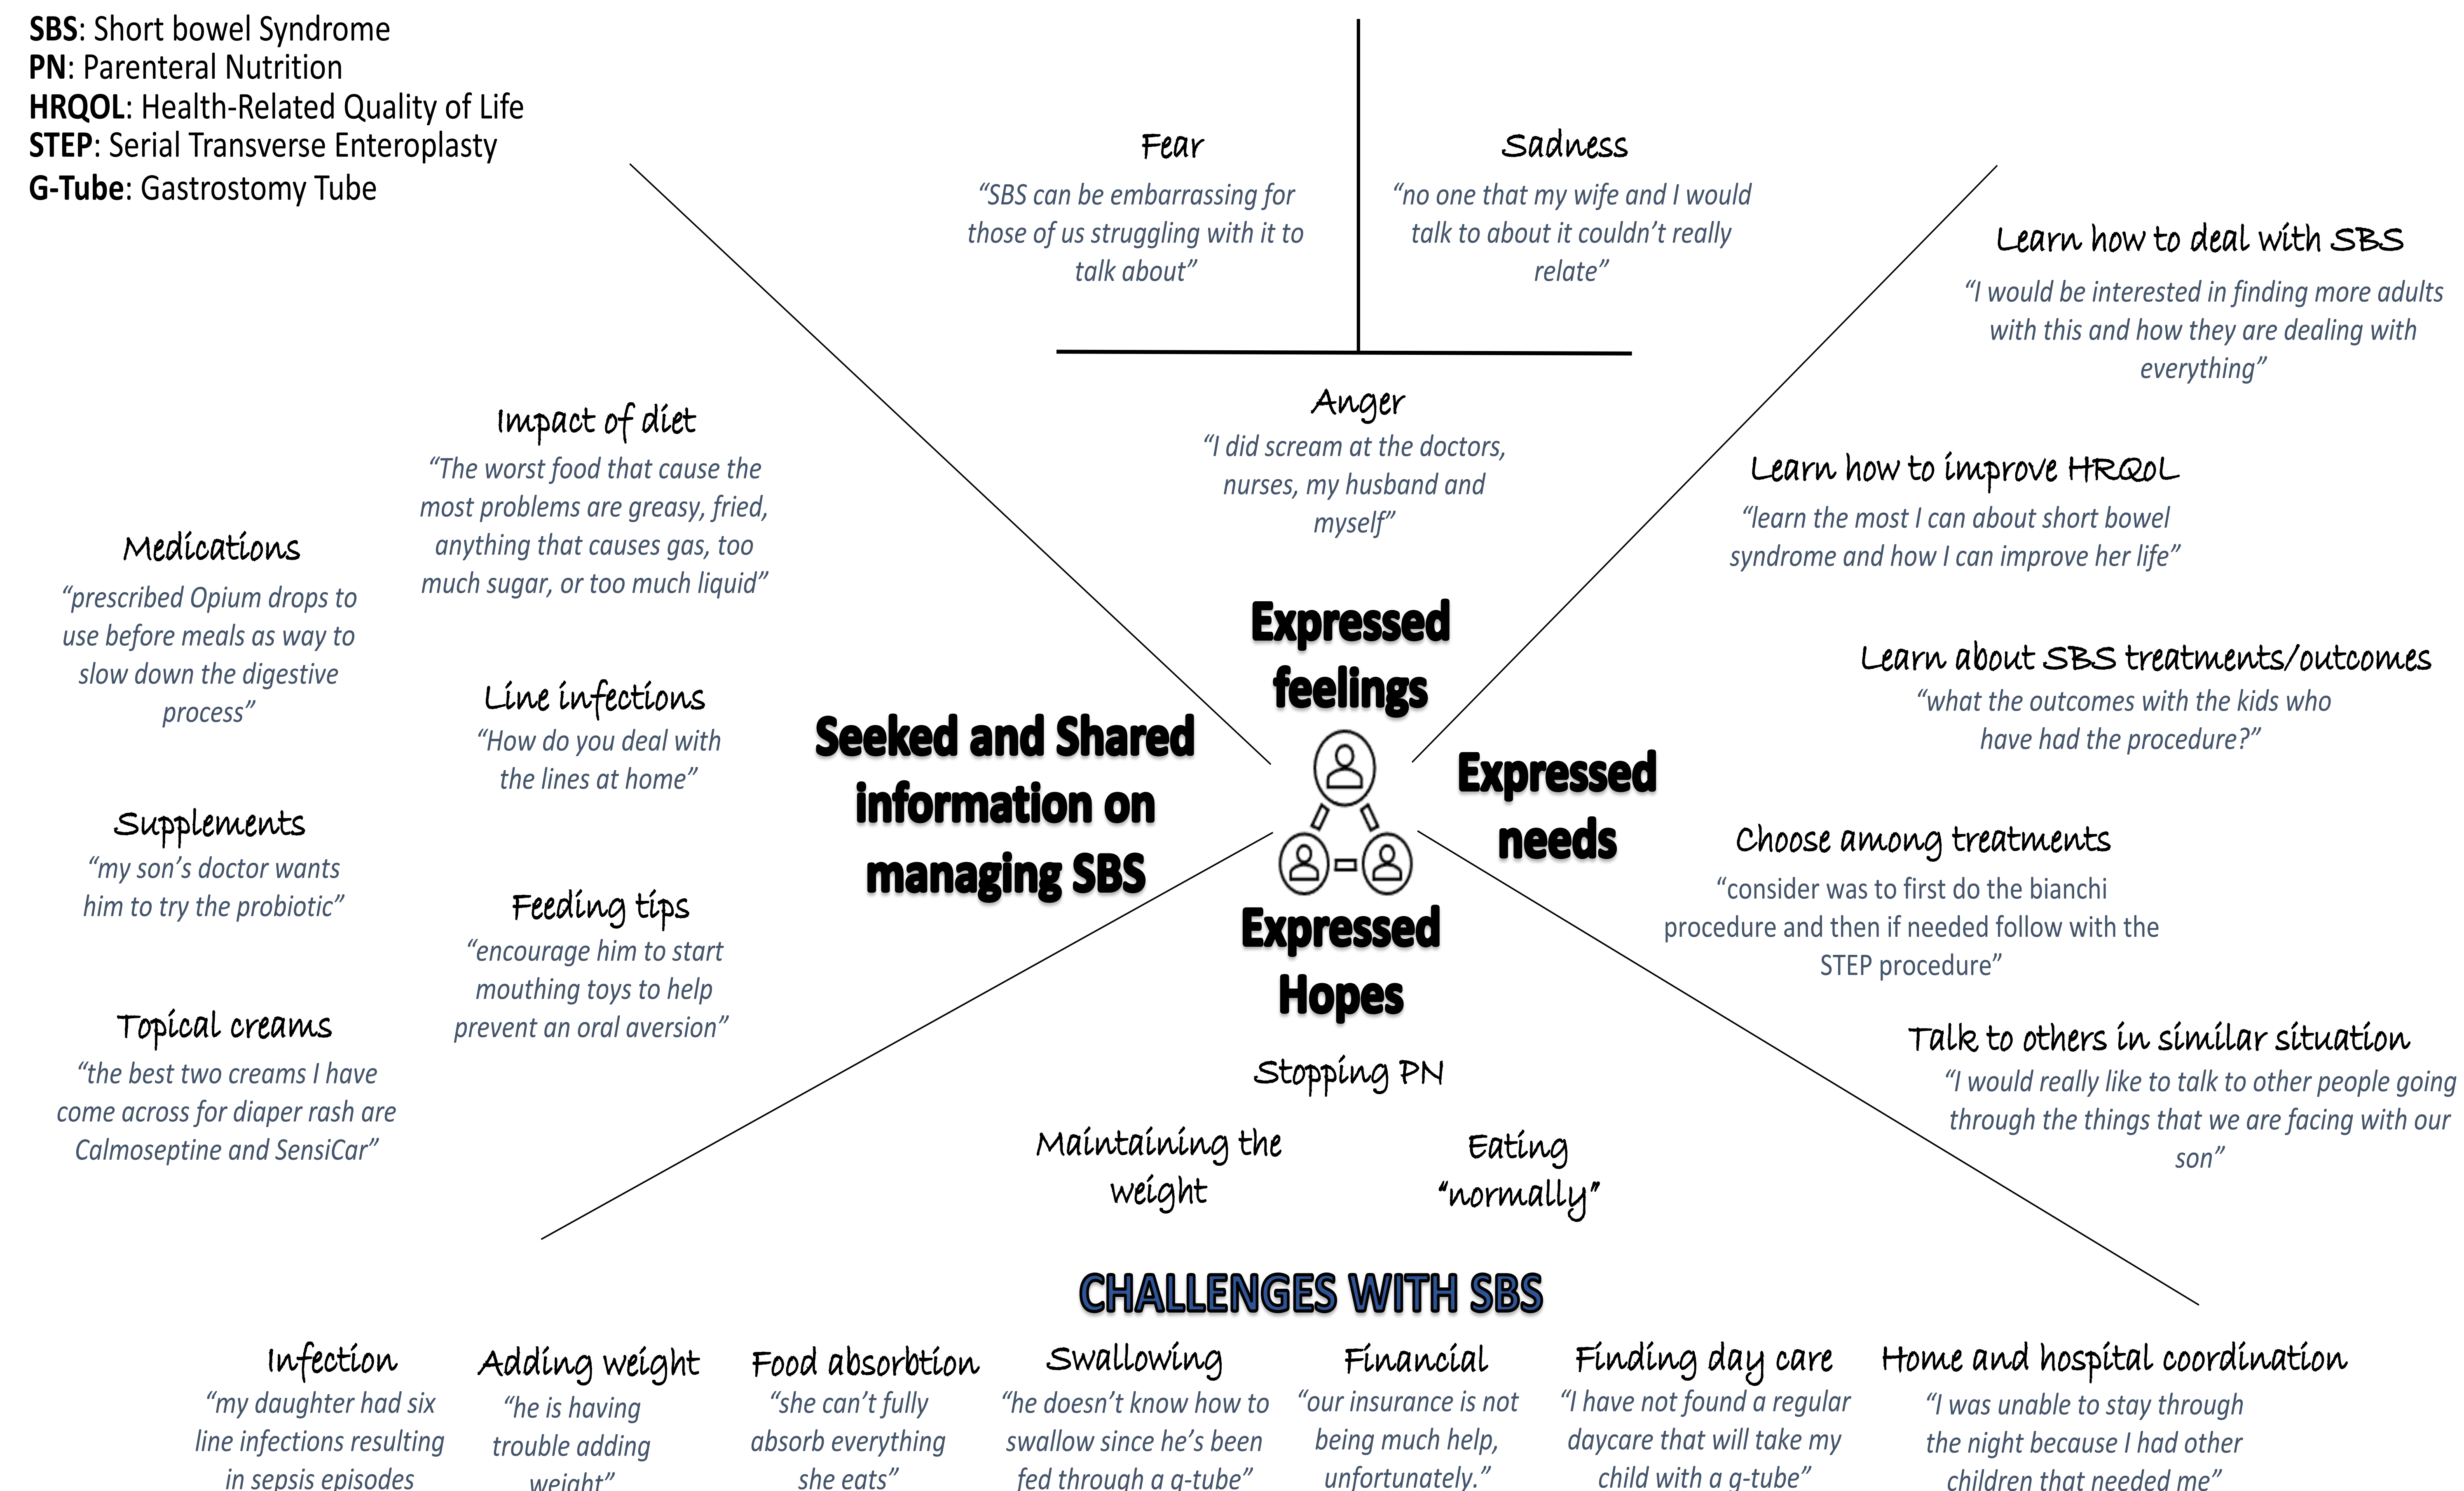 SBS: Short bowel Syndrome
PN: Parenteral Nutrition
HRQOL: Health-Related Quality of Life
STEP: Serial Transverse Enteroplasty
G-Tube: Gastrostomy Tube
Fear
“SBS can be embarrassing for
those of us struggling with it to
talk about”
Sadness
“no one that my wife and I would
talk to about it couldn’t really
relate”
Anger
“I did scream at the doctors,
nurses, my husband and
myself”
Expressed
feelings
Learn how to deal with SBS
“I would be interested in finding more adults
with this and how they are dealing with
everything”
Learn how to improve HRQoL
“learn the most I can about short bowel
syndrome and how I can improve her life”
Learn about SBS treatments/outcomes
“what the outcomes with the kids who
have had the procedure?”
Expressed
needs
Choose among treatments
“consider was to first do the bianchi
procedure and then if needed follow with the
STEP procedure”
Talk to others in similar situation
“I would really like to talk to other people going
through the things that we are facing with our
son”
Impact of diet
“The worst food that cause the
most problems are greasy, fried,
anything that causes gas, too
much sugar, or too much liquid”
Medications
“prescribed Opium drops to
use before meals as way to
slow down the digestive
process”
Line infections
“How do you deal with
the lines at home”
Seeked and Shared
information on
managing SBS
Supplements
“my son’s doctor wants
him to try the probiotic”
Feeding tips
“encourage him to start
mouthing toys to help
prevent an oral aversion”
Topical creams
“the best two creams I have
come across for diaper rash are
Calmoseptine and SensiCar”
Expressed
Hopes
Stopping PN
Maintaining the
weight
Eating
“normally”
CHALLENGES WITH SBS
Infection
“my daughter had six
line infections resulting
in sepsis episodes
Adding weight
“he is having
trouble adding
weight”
Food absorbtion
“she can’t fully
absorb everything
she eats”
Swallowing
“he doesn’t know how to
swallow since he’s been
fed through a g-tube”
Financial
“our insurance is not
being much help,
unfortunately.”
Finding day care
“I have not found a regular
daycare that will take my
child with a g-tube”
Home and hospital coordination
“I was unable to stay through
the night because I had other
children that needed me”